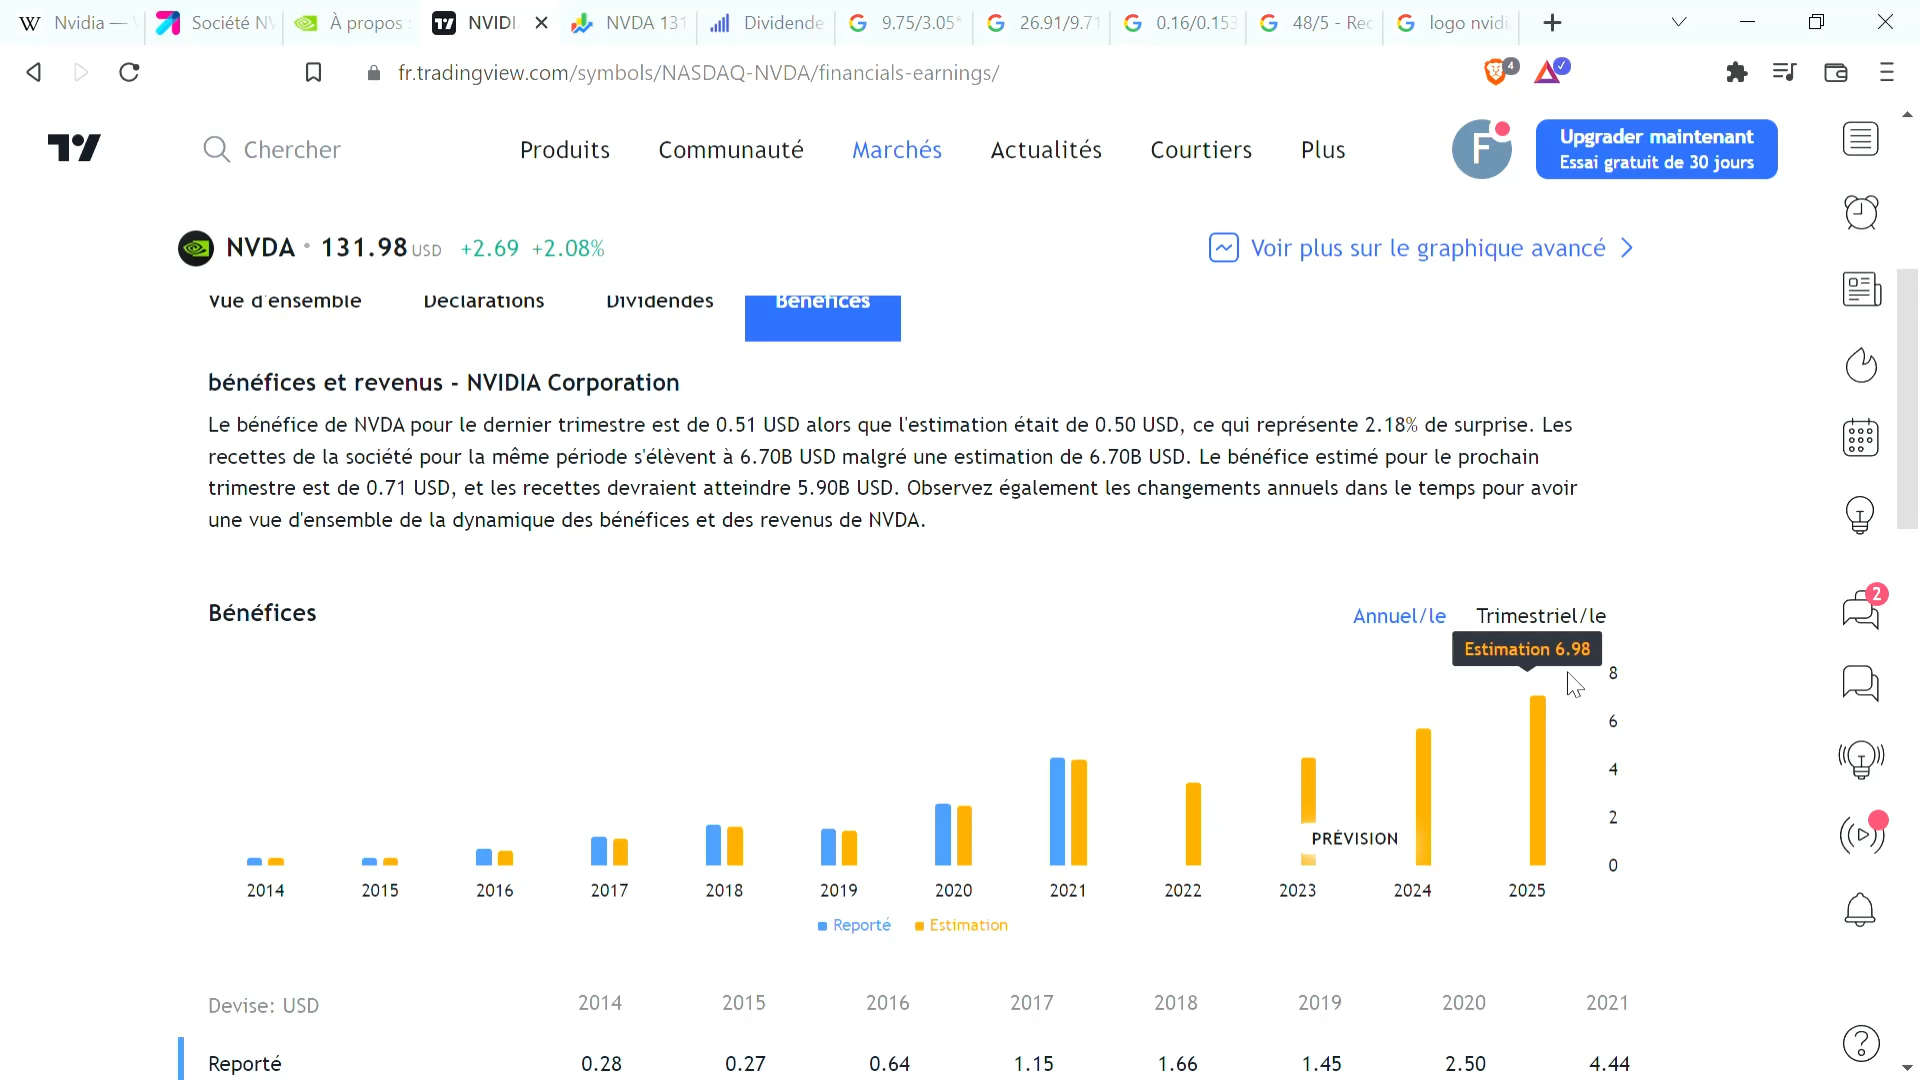 Nvidia —
Société NV
À propos :
NVIDI
NVDA 131
Dividende
9.75/3.05*
26.91/9.71
0.16/0.153
48/5 - Rec
logo nvidi
fr.tradingview.com/symbols/NASDAQ-NVDA/financials-earnings/
4
Chercher
Produits
Communauté
Marchés
Actualités
Courtiers
Plus
F
Upgrader maintenant
Essai gratuit de 30 jours
NVDA • 131.98 USD +2.69 +2.08%
Voir plus sur le graphique avancé
Vue d'ensemble
Déclarations
Dividendes
Bénéfices
bénéfices et revenus - NVIDIA Corporation
Le bénéfice de NVDA pour le dernier trimestre est de 0.51 USD alors que l'estimation était de 0.50 USD, ce qui représente 2.18% de surprise. Les
recettes de la société pour la même période s'élèvent à 6.70B USD malgré une estimation de 6.70B USD. Le bénéfice estimé pour le prochain
trimestre est de 0.71 USD, et les recettes devraient atteindre 5.90B USD. Observez également les changements annuels dans le temps pour avoir
une vue d'ensemble de la dynamique des bénéfices et des revenus de NVDA.
2
Bénéfices
Annuel/le
Trimestriel/le
Estimation 6.98
8
6
4
2
0
PRÉVISION
2014 2015 2016 2017 2018 2019 2020 2021 2022 2023 2024 2025
Reporté
Estimation
Devise: USD 2014 2015 2016 2017 2018 2019 2020 2021
Reporté 0.28 0.27 0.64 1.15 1.66 1.45 2.50 4.44